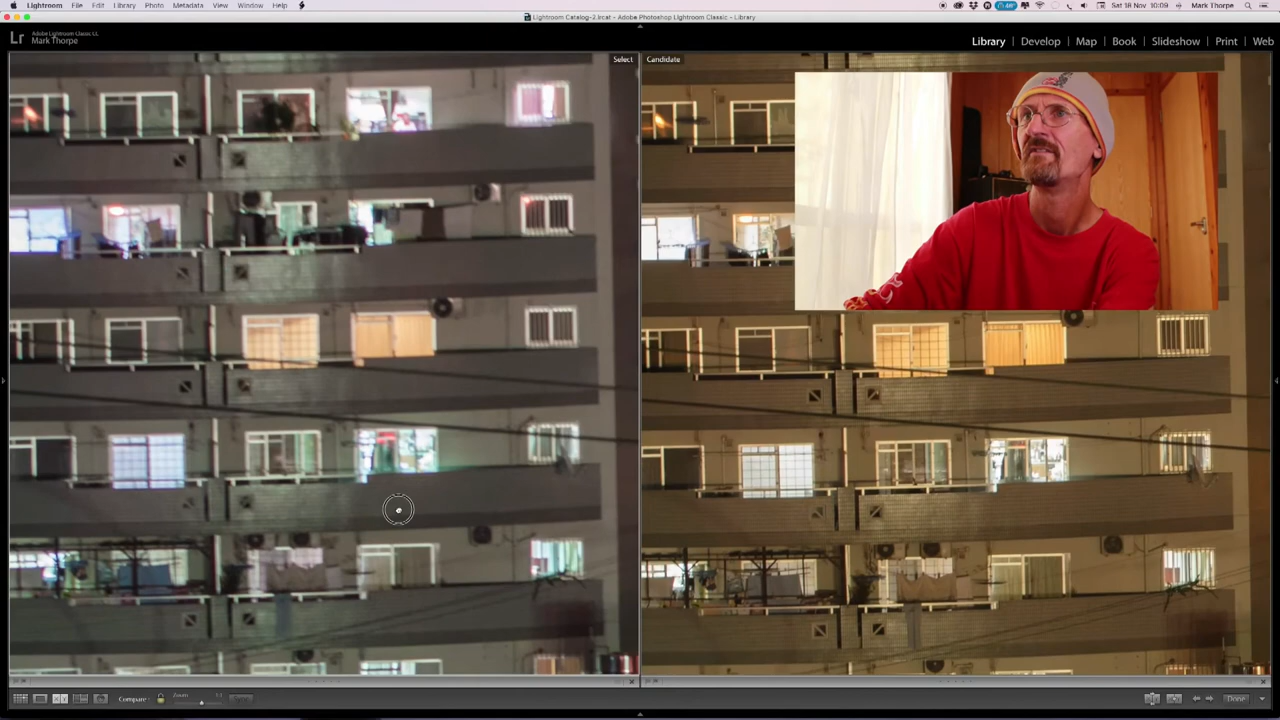 Lightroom File Edit Library Photo Metadata View Window Help
Sat 18 Nov 10:09 Mark Thorpe
Lightroom Catalog-2.lrcat - Adobe Photoshop Lightroom Classic - Library
Lr
Adobe Lightroom Classic CC
Mark Thorpe
Library | Develop | Map | Book | Slideshow | Print | Web
Select
Candidate
Compare :
Zoom 1:1
Done